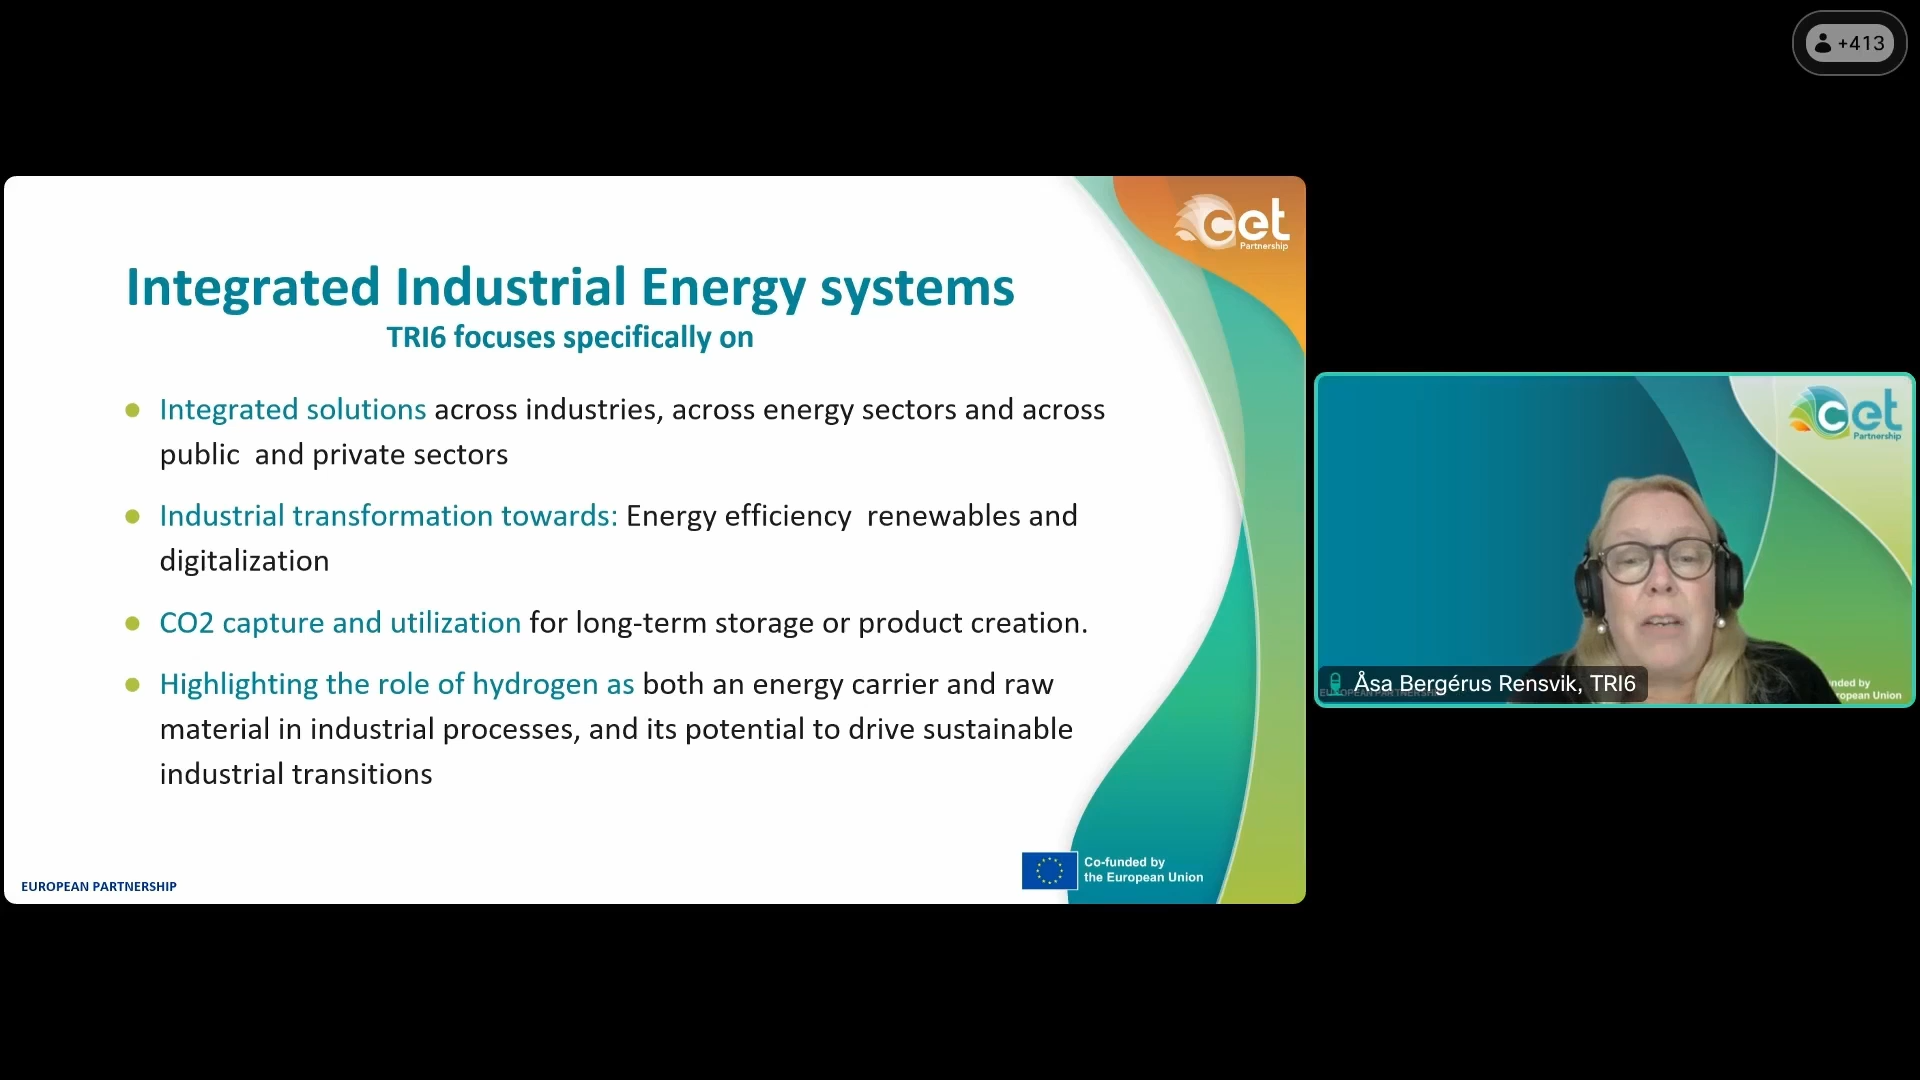 +413
cet
Partnership
Integrated Industrial Energy systems
TRI6 focuses specifically on
Integrated solutions across industries, across energy sectors and across
public  and private sectors
Industrial transformation towards: Energy efficiency  renewables and
digitalization
CO2 capture and utilization for long-term storage or product creation.
Highlighting the role of hydrogen as both an energy carrier and raw
material in industrial processes, and its potential to drive sustainable
industrial transitions
EUROPEAN PARTNERSHIP
Co-funded by
the European Union
cet
Partnership
Åsa Bergérus Rensvik, TRI6